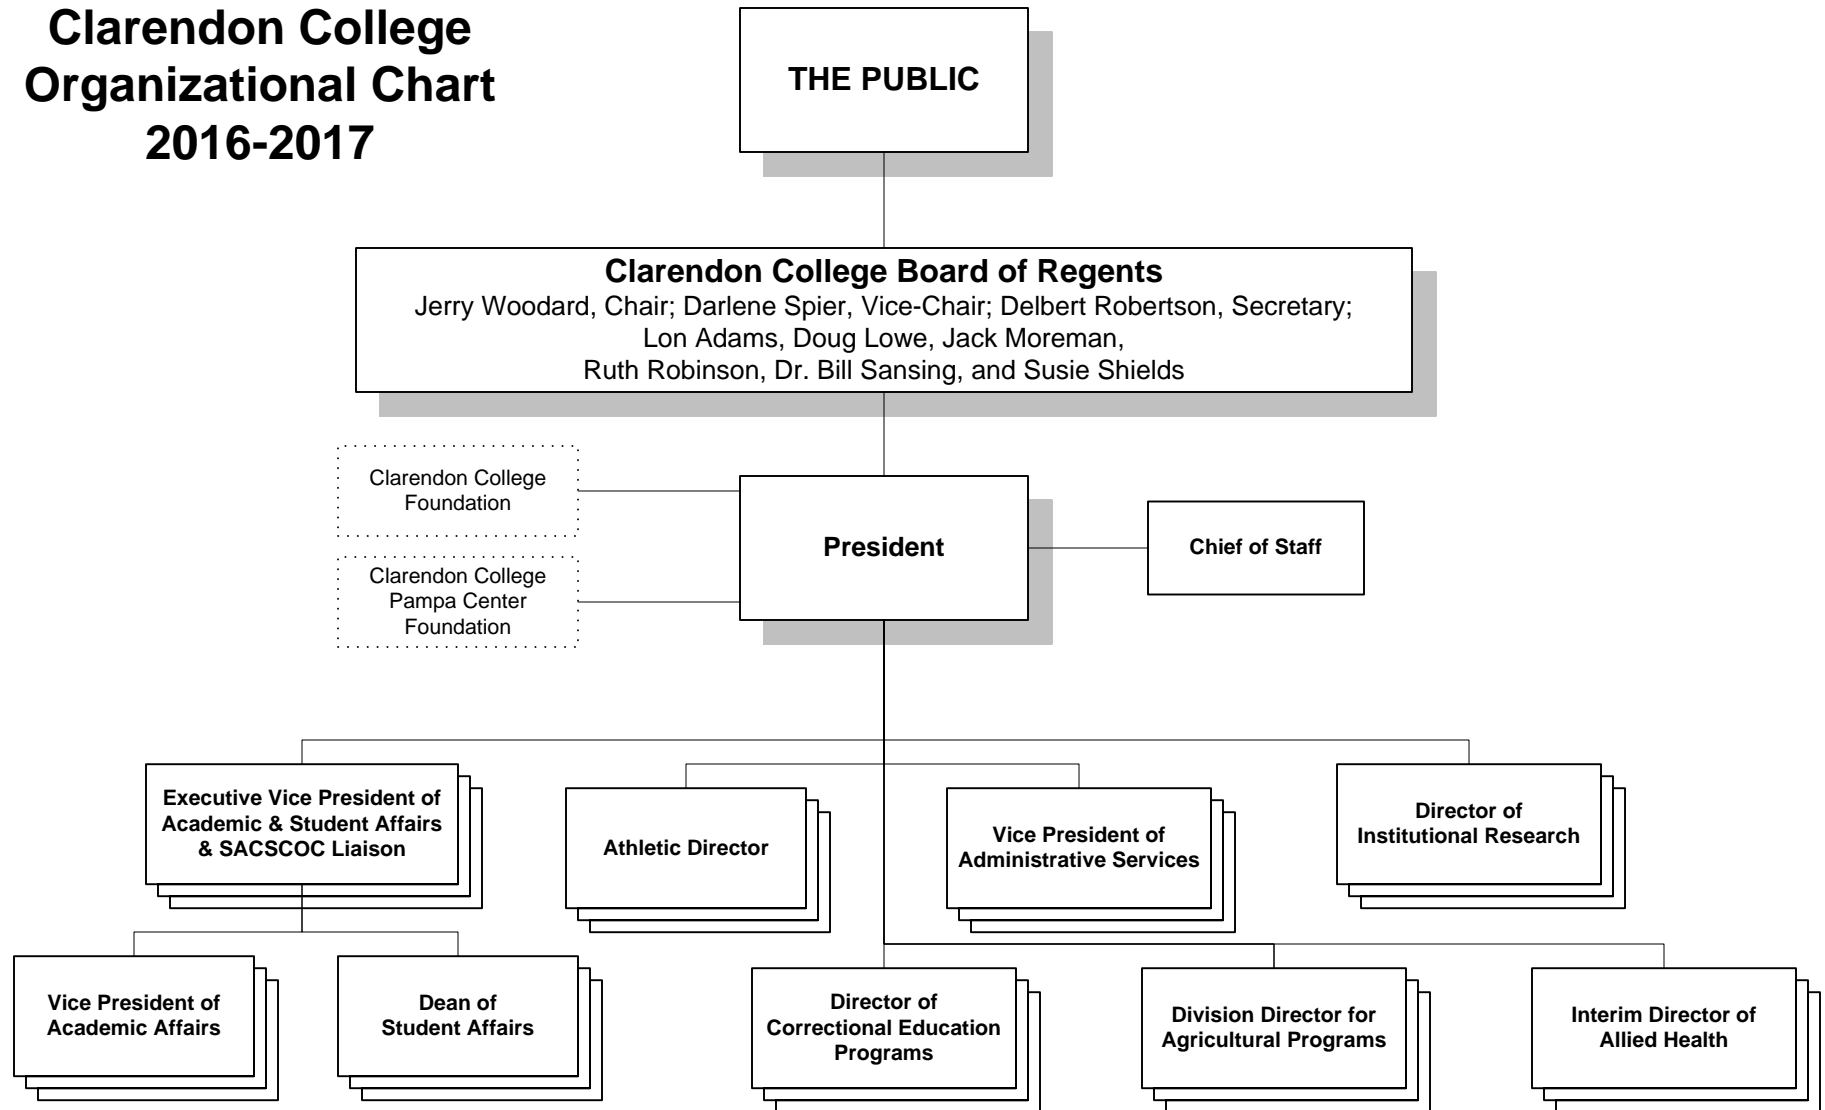 Clarendon College
Organizational Chart
2016-2017
THE PUBLIC
Clarendon College Board of Regents
Jerry Woodard, Chair; Darlene Spier, Vice-Chair; Delbert Robertson, Secretary;
Lon Adams, Doug Lowe, Jack Moreman,
Ruth Robinson, Dr. Bill Sansing, and Susie Shields
Clarendon College
Foundation
Clarendon College
Pampa Center
Foundation
President
Chief of Staff
Executive Vice President of
Academic & Student Affairs
& SACSCOC Liaison
Athletic Director
Vice President of
Administrative Services
Director of
Institutional Research
Vice President of
Academic Affairs
Dean of
Student Affairs
Director of
Correctional Education
Programs
Division Director for
Agricultural Programs
Interim Director of
Allied Health